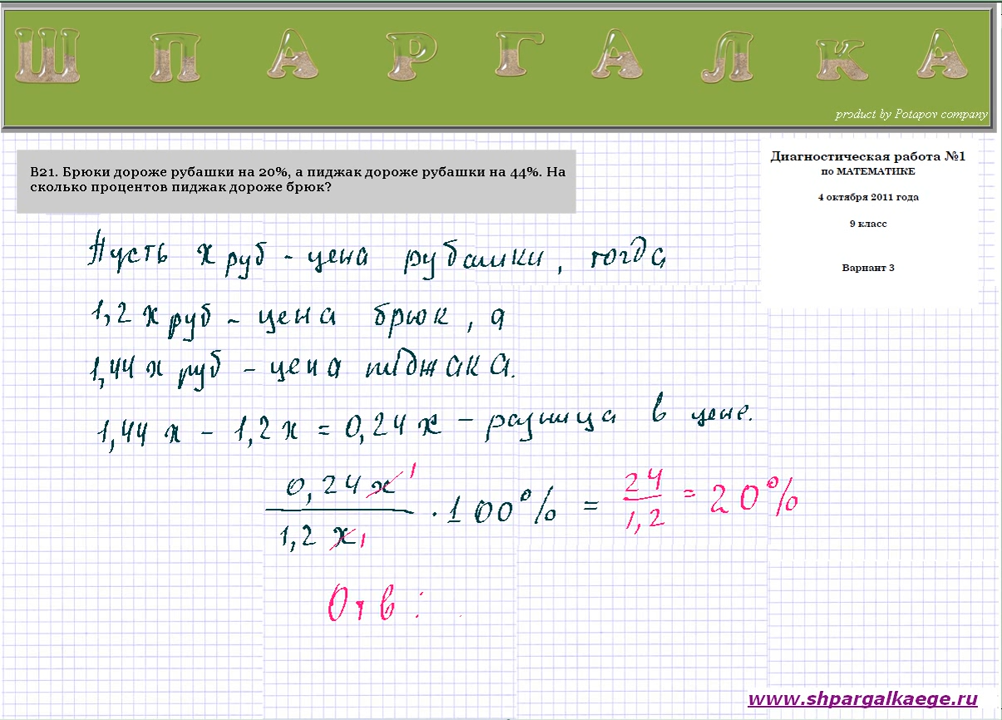 ШПАРГАЛКА
product by Potapov company
В21. Брюки дороже рубашки на 20%, а пиджак дороже рубашки на 44%. На
сколько процентов пиджак дороже брюк?
Диагностическая работа №1
по МАТЕМАТИКЕ
4 октября 2011 года
9 класс
Вариант 3
Пусть x руб - цена рубашки, тогда
1,2 x руб - цена брюк, а
1,44 x руб - цена пиджака.
1,44 x - 1,2 x = 0,24 x - разница в цене.
0,24 x 1 / 1,2 x 1 · 100% = 24 / 1,2 = 20%
Отв :
www.shpargalkaege.ru